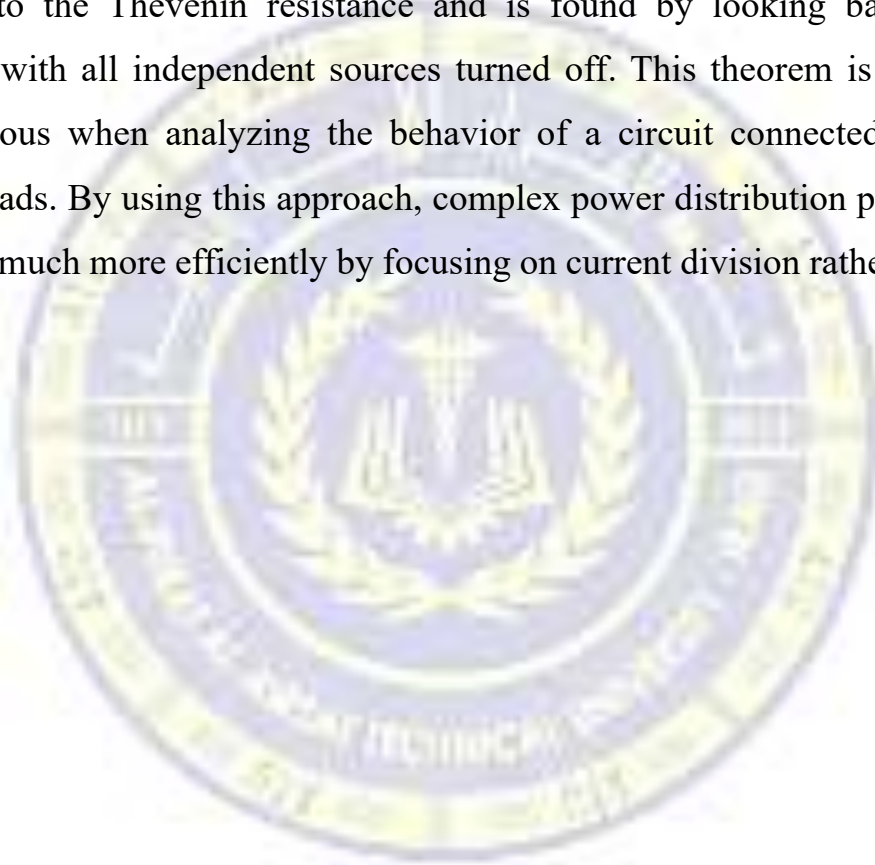 to the Thevenin resistance and is found by looking ba
with all independent sources turned off. This theorem is
ous when analyzing the behavior of a circuit connected
ads. By using this approach, complex power distribution p
much more efficiently by focusing on current division rathe
TECHNICAL